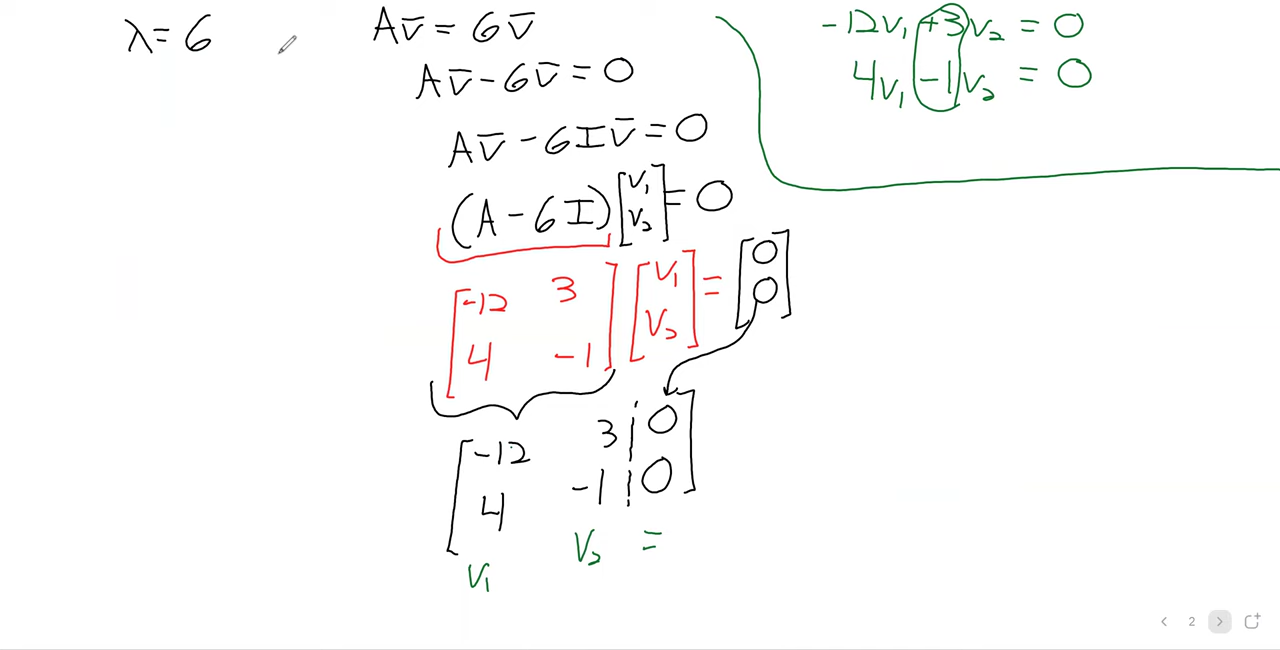 λ = 6
Av̄ = 6v̄
Av̄ - 6v̄ = 0
Av̄ - 6Iv̄ = 0
(A - 6I) [v₁ v₂] = 0
[-12 3] [v₁] = [0]
[4 -1] [v₂] = [0]
[-12 3 | 0]
[4 -1 | 0]
v₁ v₂ =
-12v₁ +3v₂ = 0
4v₁ -1v₂ = 0
2